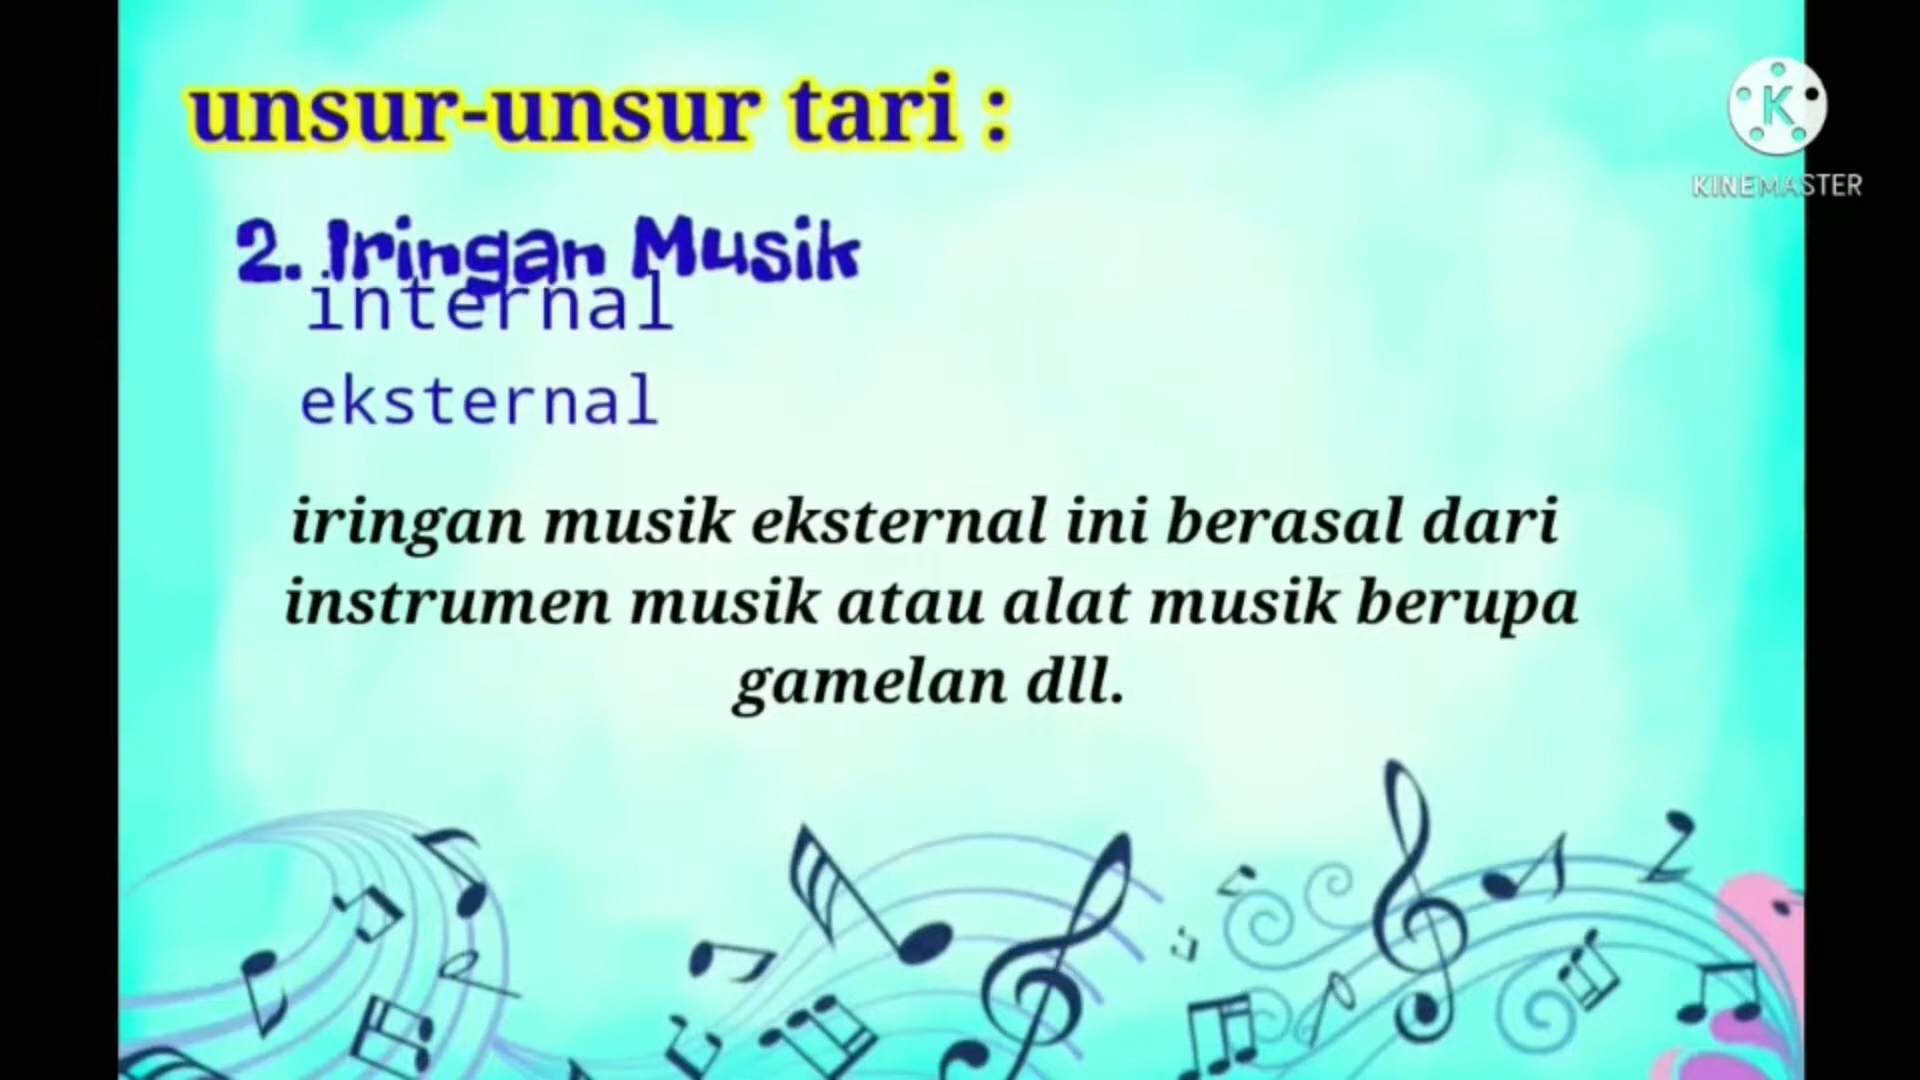 unsur-unsur tari :
2. Iringan Musik
internal
eksternal
iringan musik eksternal ini berasal dari
instrumen musik atau alat musik berupa
gamelan dll.
K
KINEMASTER